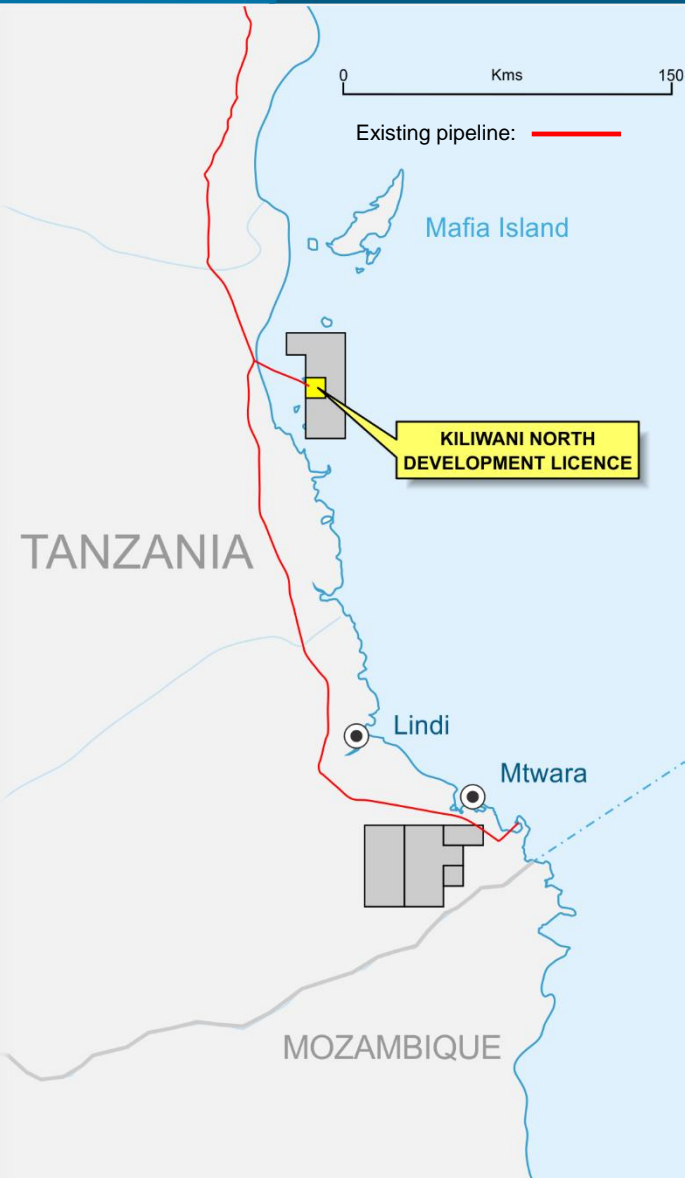 0 Kms 150
Existing pipeline:
Mafia Island
KILIWANI NORTH
DEVELOPMENT LICENCE
TANZANIA
Lindi
Mtwara
MOZAMBIQUE